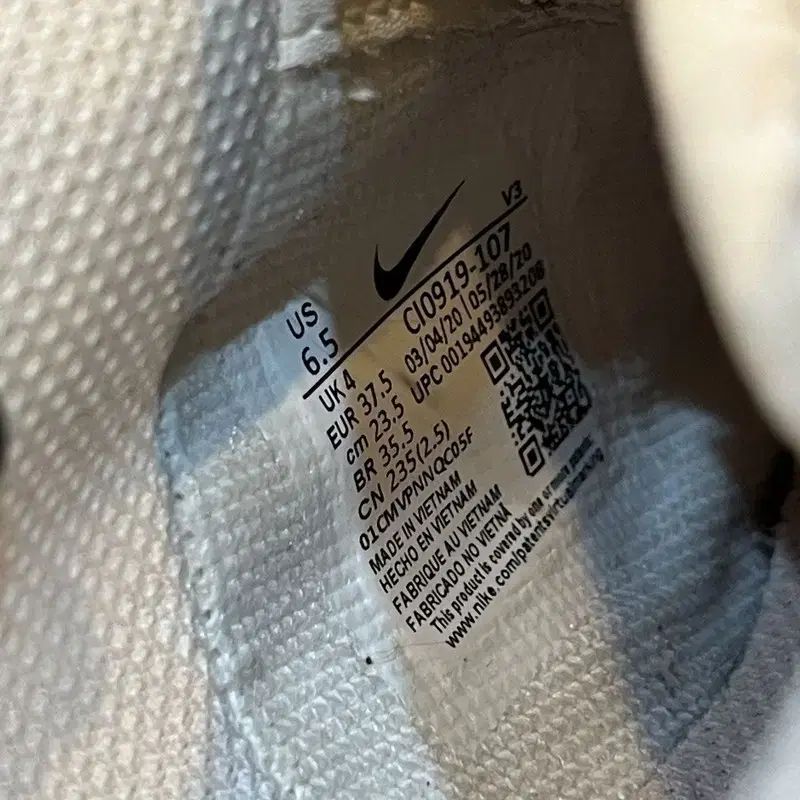 V3
US
6.5
CI0919-107
03/04/20 | 05/28/20
UPC 00194493893208
UK 4
EUR 37.5
cm 23.5
BR 35.5
CN 235(2.5)
01CMVPNNQC05F
MADE IN VIETNAM
HECHO EN VIETNAM
FABRIQUE AU VIETNAM
FABRICADO NO VIETNÃ
This product is covered by one or more patents
www.nike.com/patentsvirtualmarking